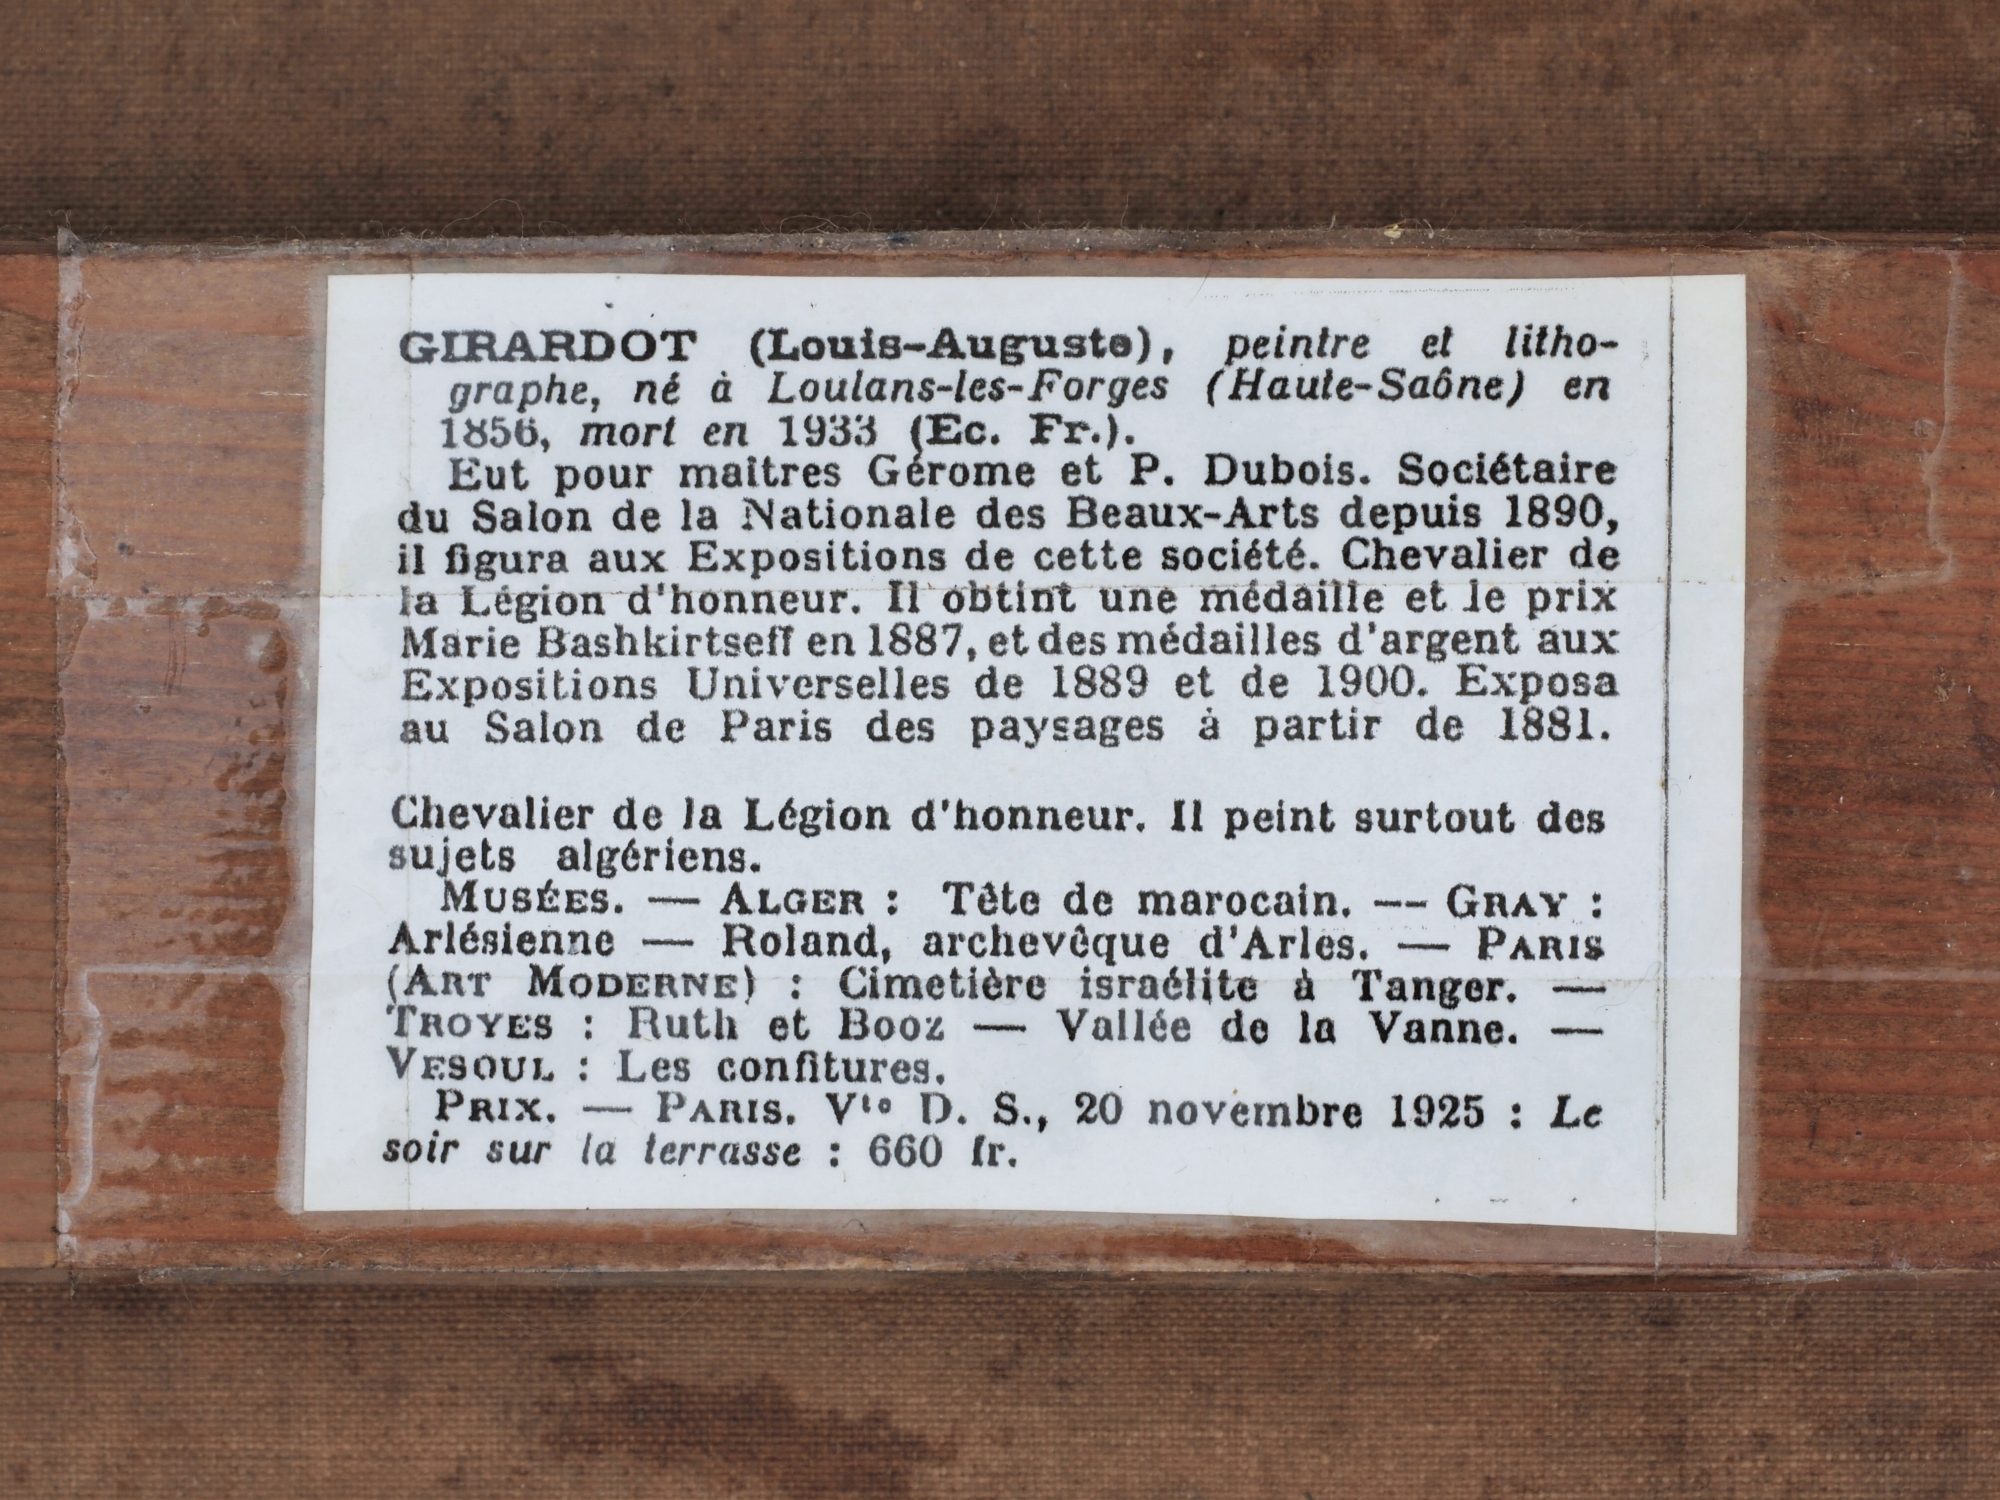 GIRARDOT (Louis-Auguste), peintre et litho-
graphe, né à Loulans-les-Forges (Haute-Saône) en
1856, mort en 1933 (Ec. Fr.).
Eut pour maîtres Gérome et P. Dubois. Sociétaire
du Salon de la Nationale des Beaux-Arts depuis 1890,
il figura aux Expositions de cette société. Chevalier de
la Légion d'honneur. Il obtint une médaille et le prix
Marie Bashkirtseff en 1887, et des médailles d'argent aux
Expositions Universelles de 1889 et de 1900. Exposa
au Salon de Paris des paysages à partir de 1881.
Chevalier de la Légion d'honneur. Il peint surtout des
sujets algériens.
MUSÉES. — ALGER : Tête de marocain. — GRAY :
Arlésienne — Roland, archevêque d'Arles. — PARIS
(ART MODERNE) : Cimetière israélite à Tanger. —
TROYES : Ruth et Booz — Vallée de la Vanne. —
VESOUL : Les confitures.
PRIX. — PARIS. Vte D. S., 20 novembre 1925 : Le
soir sur la terrasse : 660 fr.